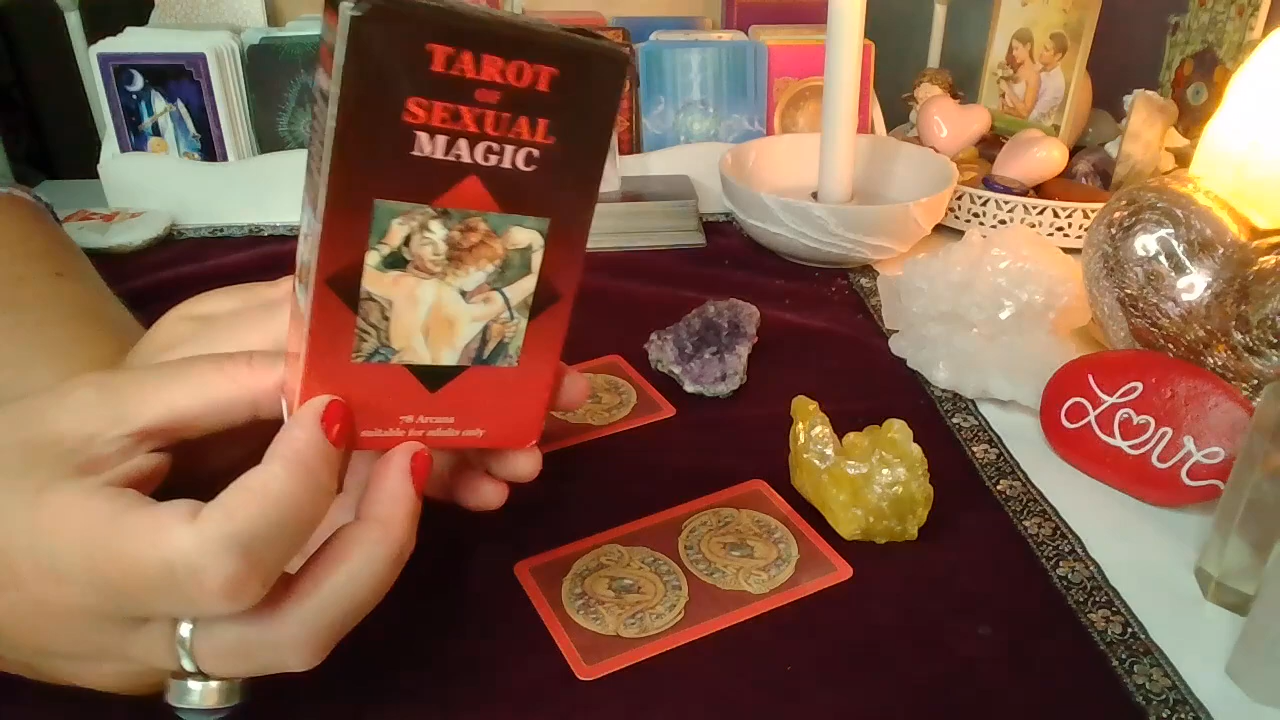 TAROT
OF
SEXUAL
MAGIC
78 Arcana
suitable for adults only
Love